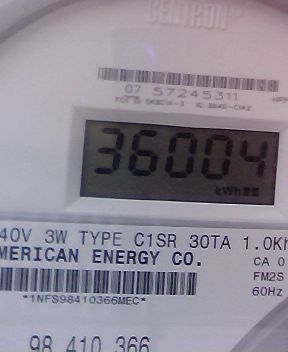 CENTRON
07 57245311
36004
kWh
40V 3W TYPE C1SR 30TA 1.0Kh
MERICAN ENERGY CO.
CA 0
FM2S
60Hz
*1NFS98410366MEC*
98 410 366